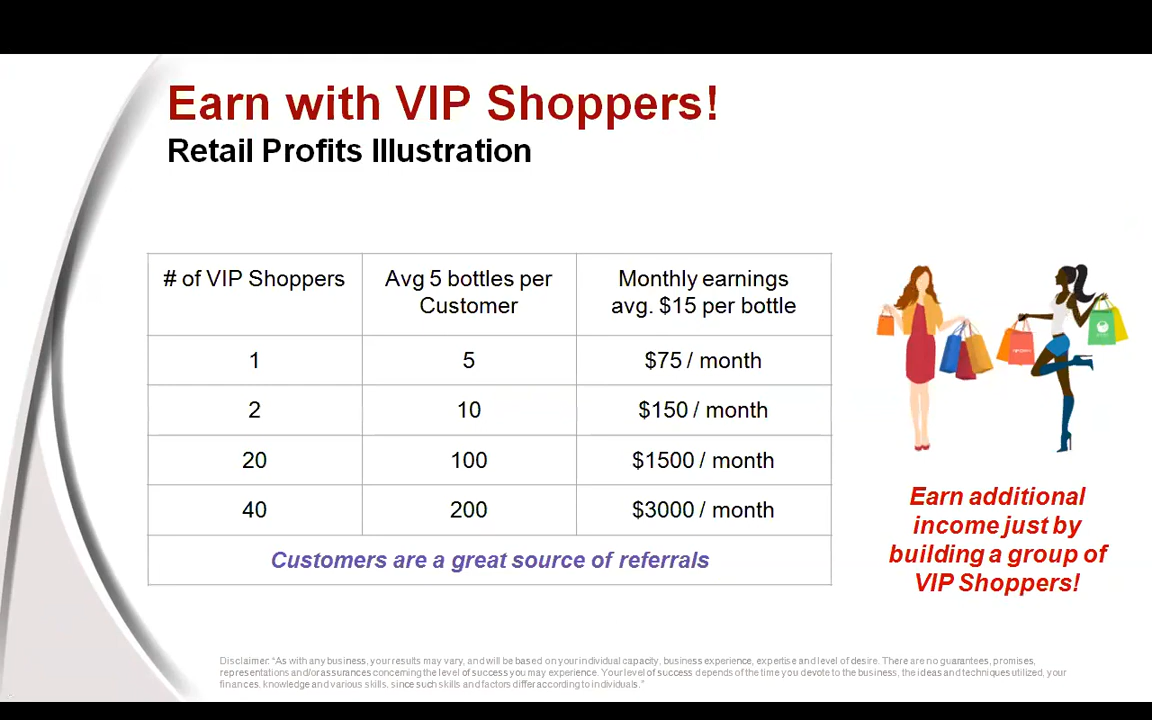 Earn with VIP Shoppers!
Retail Profits Illustration
# of VIP Shoppers
Avg 5 bottles per
Customer
Monthly earnings
avg. $15 per bottle
1
5
$75 / month
2
10
$150 / month
20
100
$1500 / month
40
200
$3000 / month
Customers are a great source of referrals
Earn additional
income just by
building a group of
VIP Shoppers!
Disclaimer: "As with any business, your results may vary, and will be based on your individual capacity, business experience, expertise and level of desire. There are no guarantees, promises,
representations and/or assurances concerning the level of success you may experience. Your level of success depends of the time you devote to the business, the ideas and techniques utilized, your
finances, knowledge and various skills, since such skills and factors differ according to individuals."